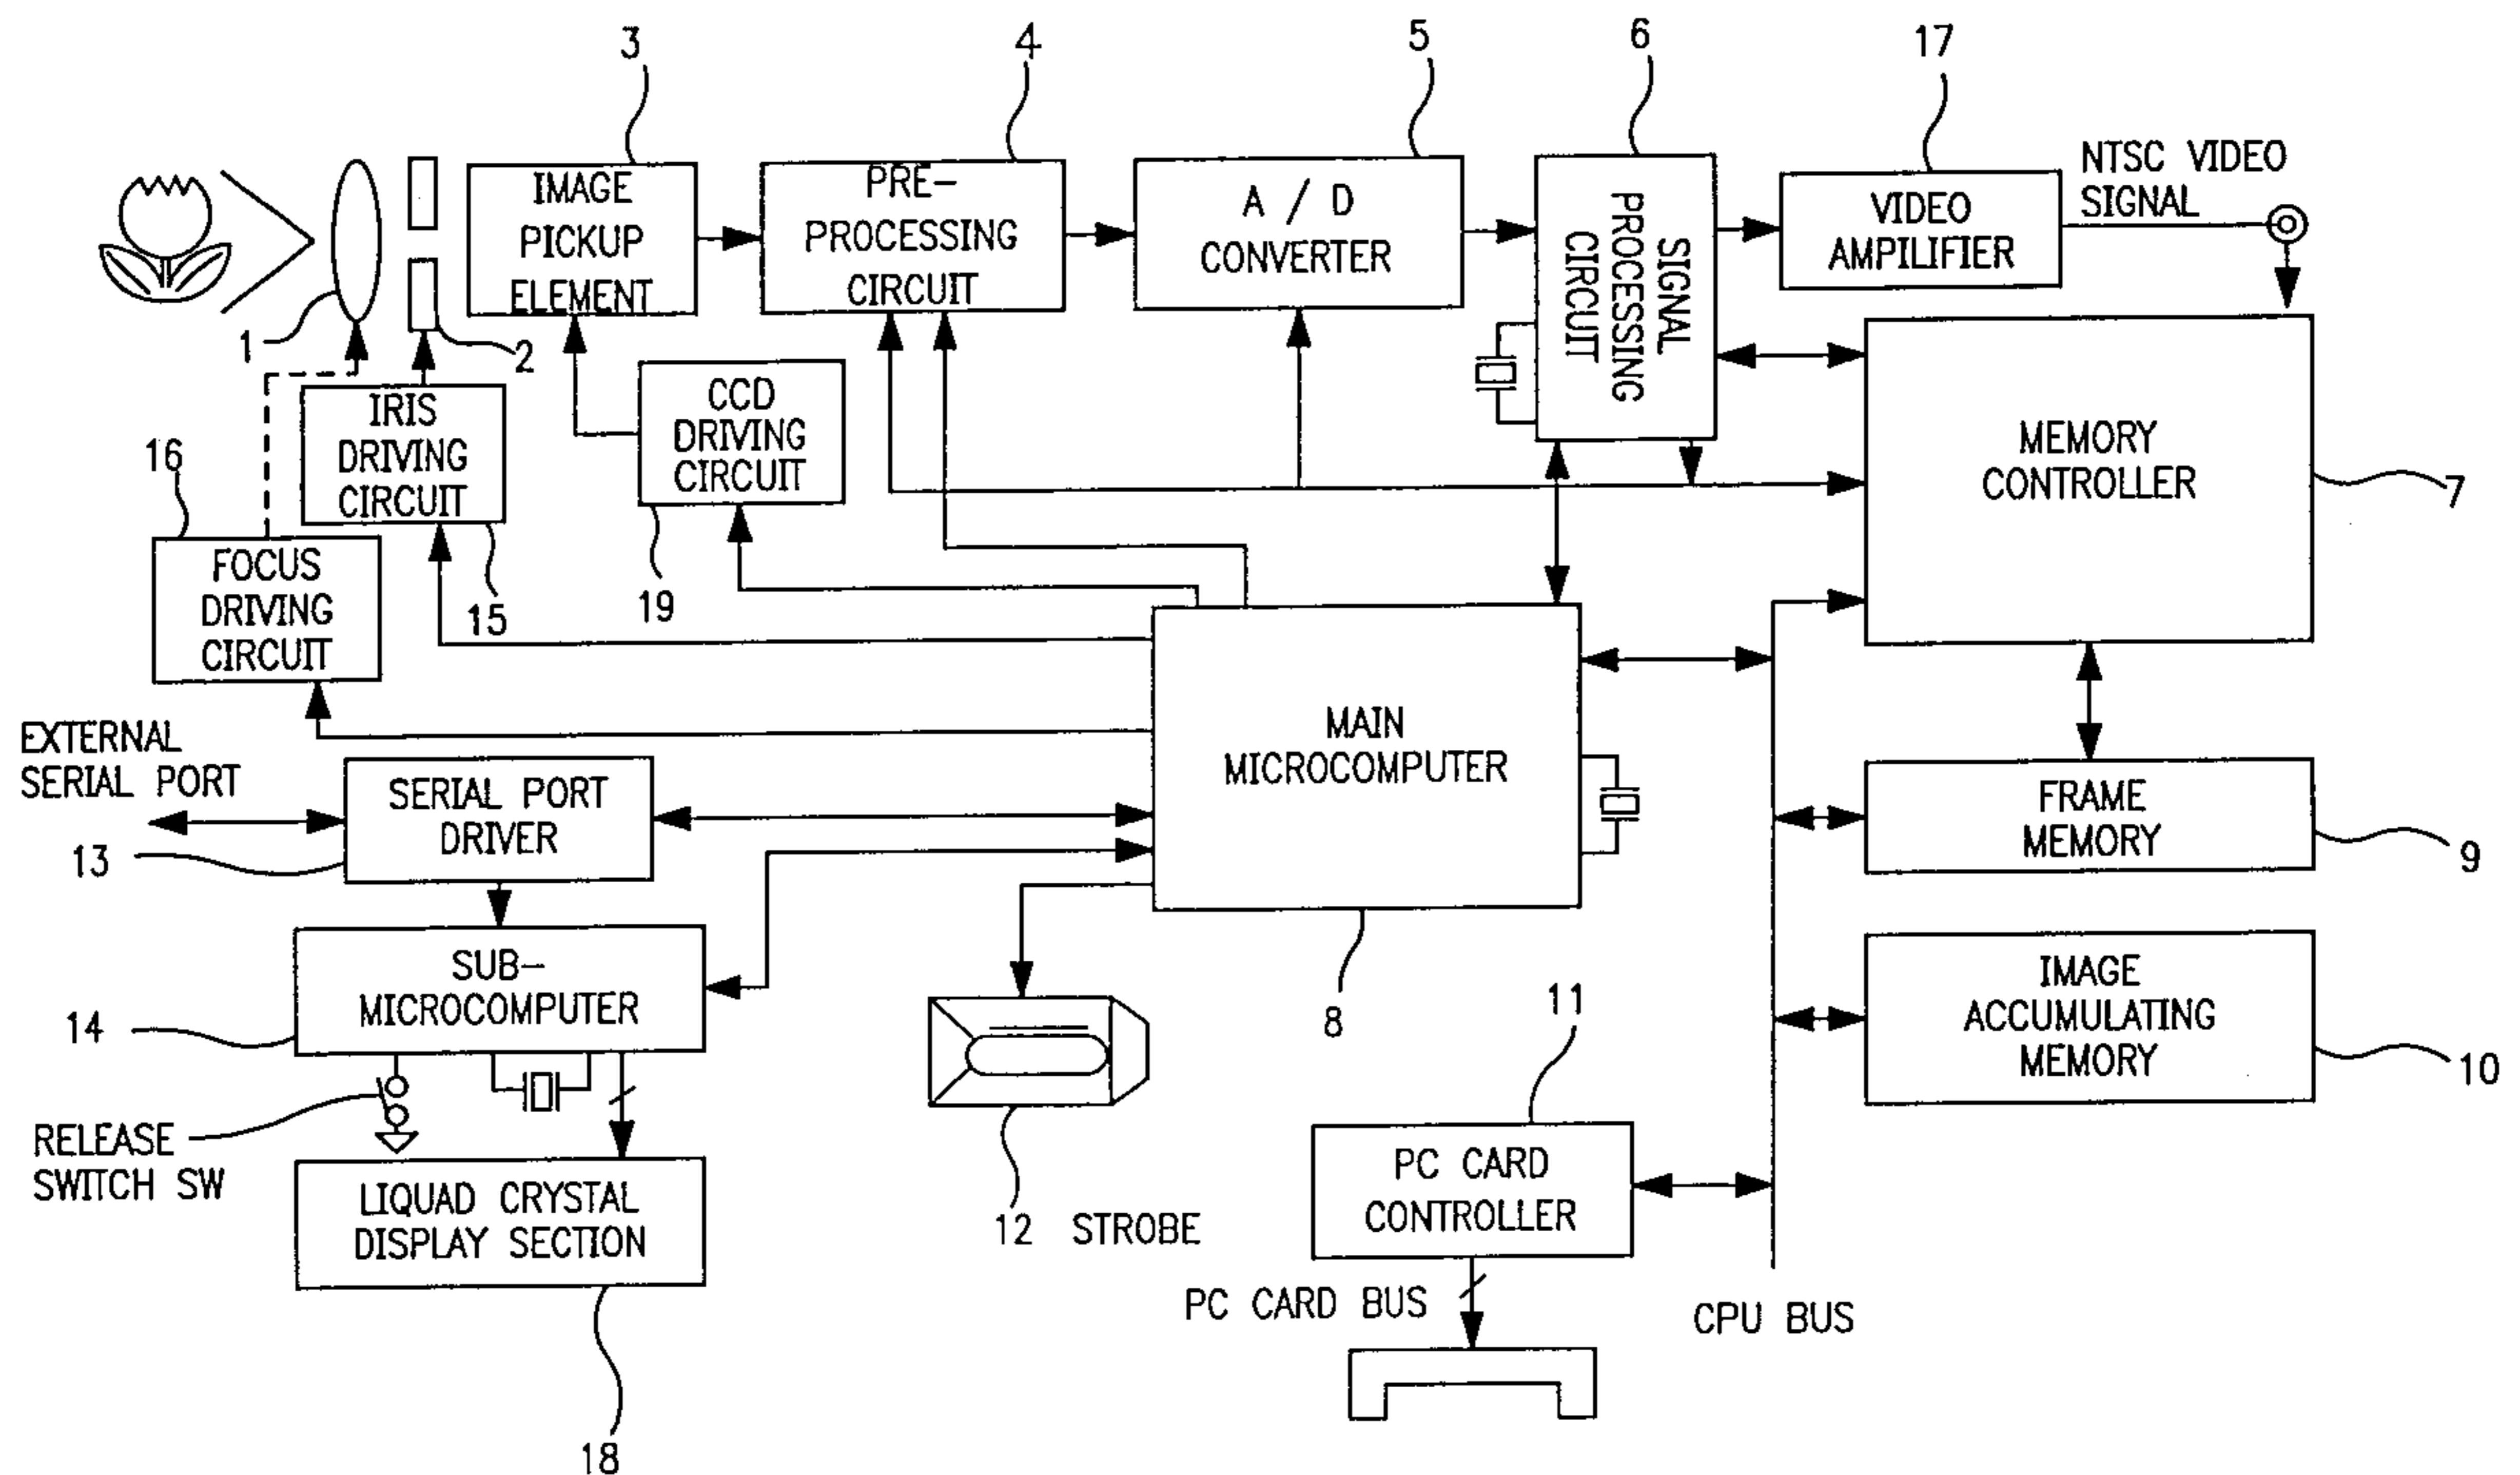 3
4
5
6
17
IMAGE
PICKUP
ELEMENT
PRE-
PROCESSING
CIRCUIT
A / D
CONVERTER
SIGNAL
PROCESSING
CIRCUIT
VIDEO
AMPILIFIER
NTSC VIDEO
SIGNAL
1
2
IRIS
DRIVING
CIRCUIT
CCD
DRIVING
CIRCUIT
MEMORY
CONTROLLER
7
16
FOCUS
DRIVING
CIRCUIT
15
19
EXTERNAL
SERIAL PORT
SERIAL PORT
DRIVER
13
MAIN
MICROCOMPUTER
FRAME
MEMORY
9
SUB-
MICROCOMPUTER
14
8
11
IMAGE
ACCUMULATING
MEMORY
10
RELEASE
SWITCH SW
LIQUAD CRYSTAL
DISPLAY SECTION
12 STROBE
PC CARD
CONTROLLER
PC CARD BUS
CPU BUS
18